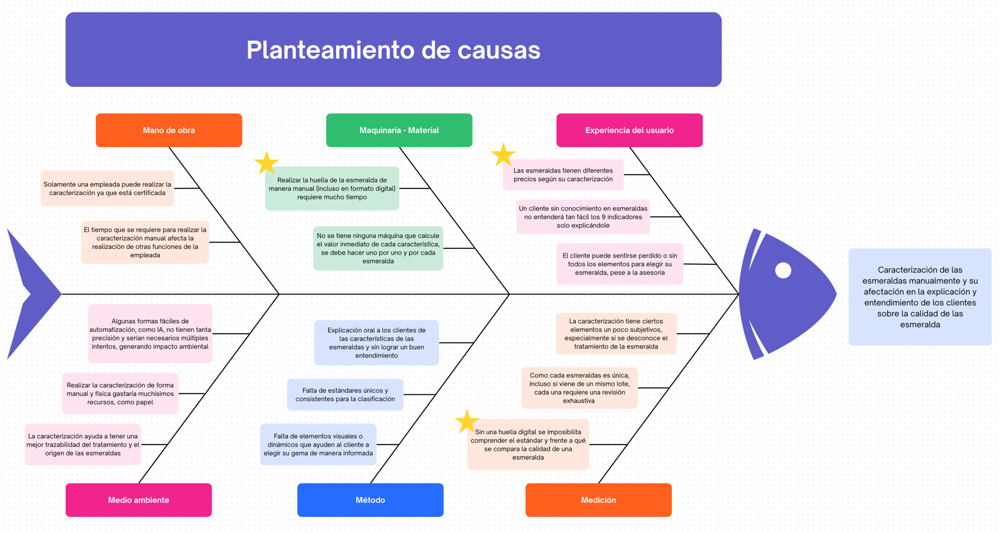 Planteamiento de causas
Mano de obra
Maquinaria - Material
Experiencia del usuario
Solamente una empleada puede realizar la
caracterización ya que está certificada
El tiempo que se requiere para realizar la
caracterización manual afecta la
realización de otras funciones de la
empleada
Realizar la huella de la esmeralda de
manera manual (incluso en formato digital)
requiere mucho tiempo
No se tiene ninguna máquina que calcule
el valor inmediato de cada característica,
se debe hacer uno por uno y por cada
esmeralda
Las esmeraldas tienen diferentes
precios según su caracterización
Un cliente sin conocimiento en esmeraldas
no entenderá tan fácil los 9 indicadores
solo explicándole
El cliente puede sentirse perdido o sin
todos los elementos para elegir su
esmeralda, pese a la asesoría
Caracterización de las
esmeraldas manualmente y su
afectación en la explicación y
entendimiento de los clientes
sobre la calidad de las
esmeralda
Algunas formas fáciles de
automatización, como IA, no tienen tanta
precisión y serían necesarios múltiples
intentos, generando impacto ambiental
Realizar la caracterización de forma
manual y física gastaría muchísimos
recursos, como papel
La caracterización ayuda a tener una
mejor trazabilidad del tratamiento y el
origen de las esmeraldas
Explicación oral a los clientes de
las características de las
esmeraldas y sin lograr un buen
entendimiento
Falta de estándares únicos y
consistentes para la clasificación
Falta de elementos visuales o
dinámicos que ayuden al cliente a
elegir su gema de manera informada
La caracterización tiene ciertos
elementos un poco subjetivos,
especialmente si se desconoce el
tratamiento de la esmeralda
Como cada esmeraldas es única,
incluso si viene de un mismo lote,
cada una requiere una revisión
exhaustiva
Sin una huella digital se imposibilita
comprender el estándar y frente a qué
se compara la calidad de una
esmeralda
Medio ambiente
Método
Medición